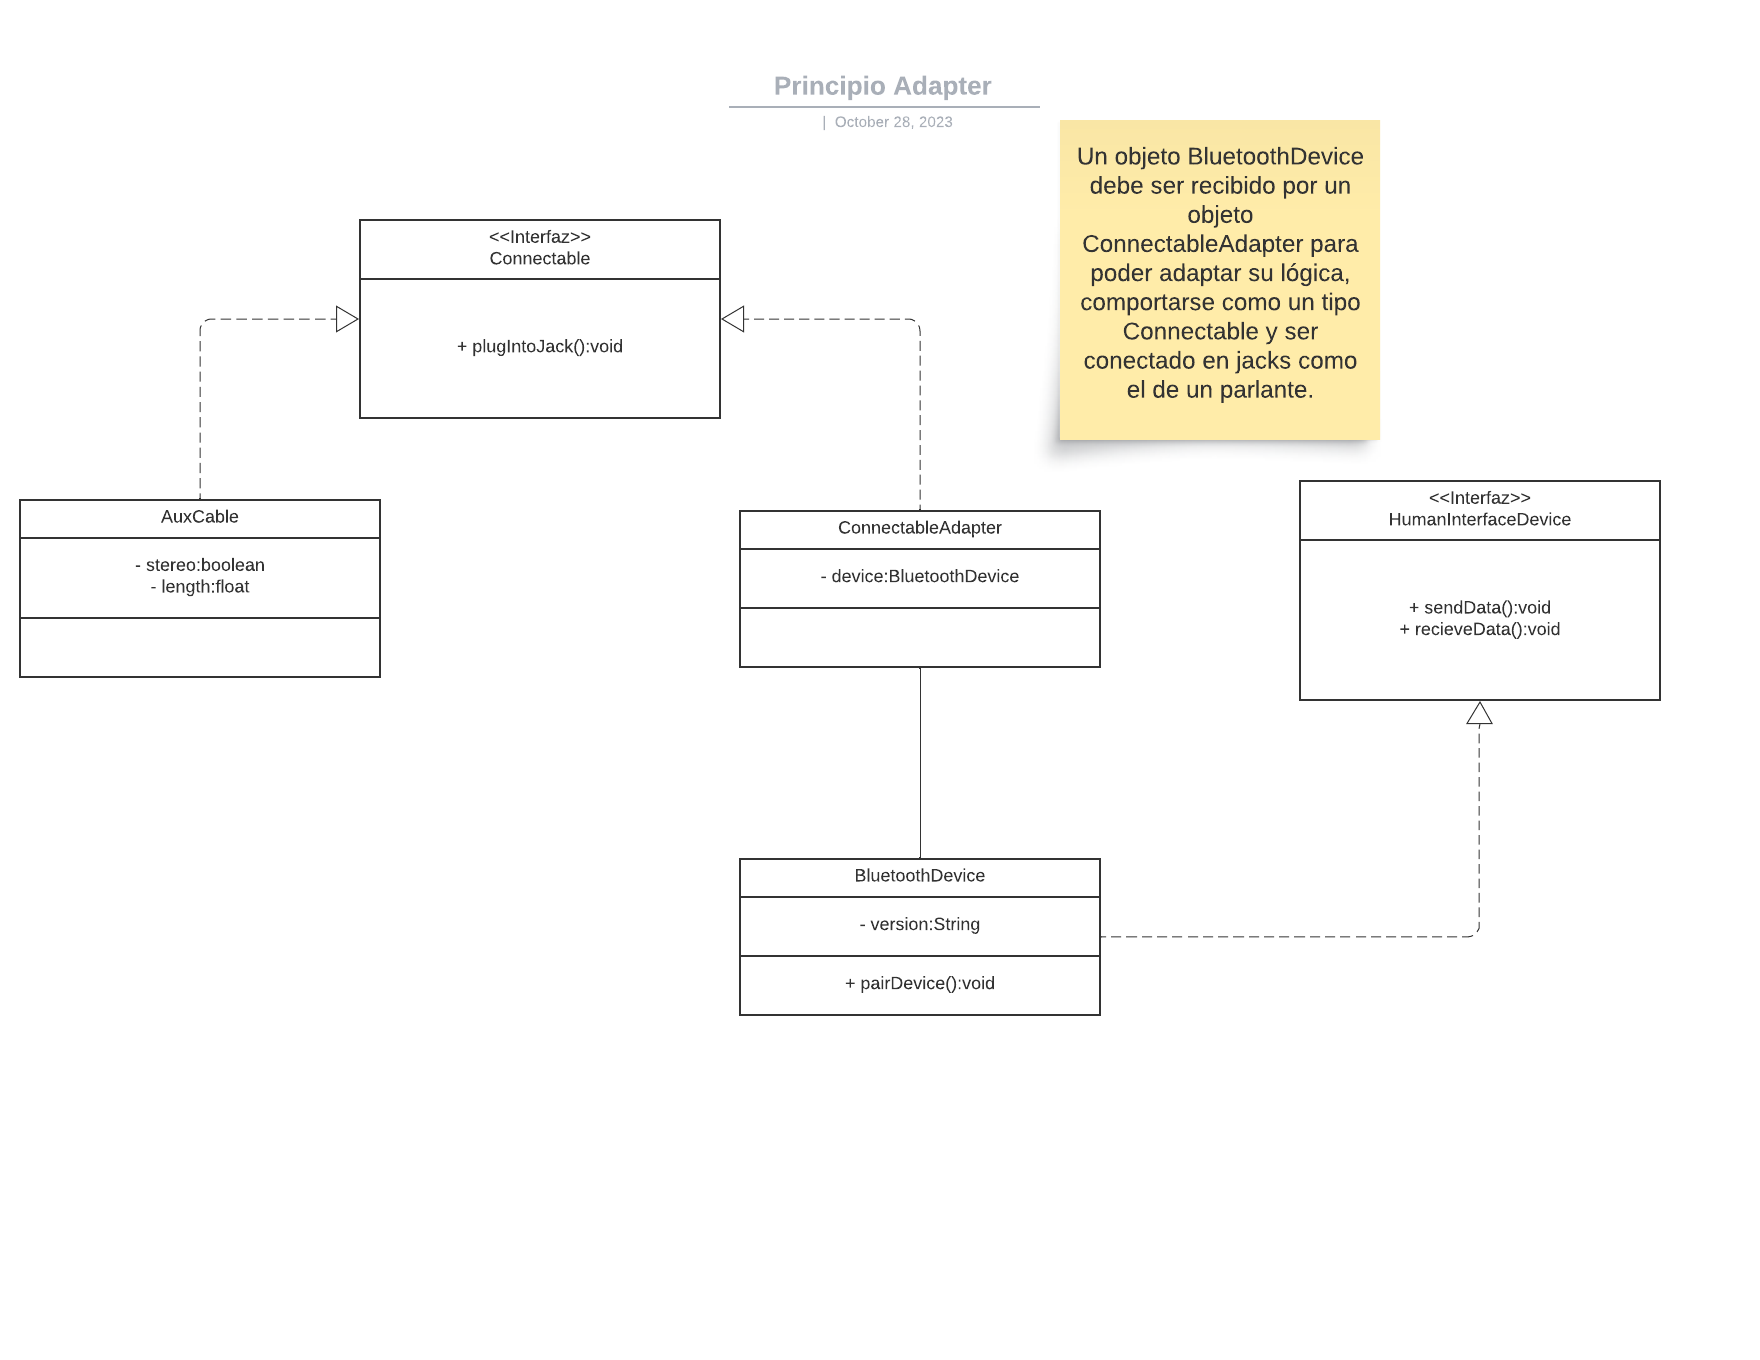 Principio Adapter
| October 28, 2023
Un objeto BluetoothDevice
debe ser recibido por un
objeto
ConnectableAdapter para
poder adaptar su lógica,
comportarse como un tipo
Connectable y ser
conectado en jacks como
el de un parlante.
<<Interfaz>>
Connectable
+ plugIntoJack():void
AuxCable
- stereo:boolean
- length:float
ConnectableAdapter
- device:BluetoothDevice
<<Interfaz>>
HumanInterfaceDevice
+ sendData():void
+ recieveData():void
BluetoothDevice
- version:String
+ pairDevice():void